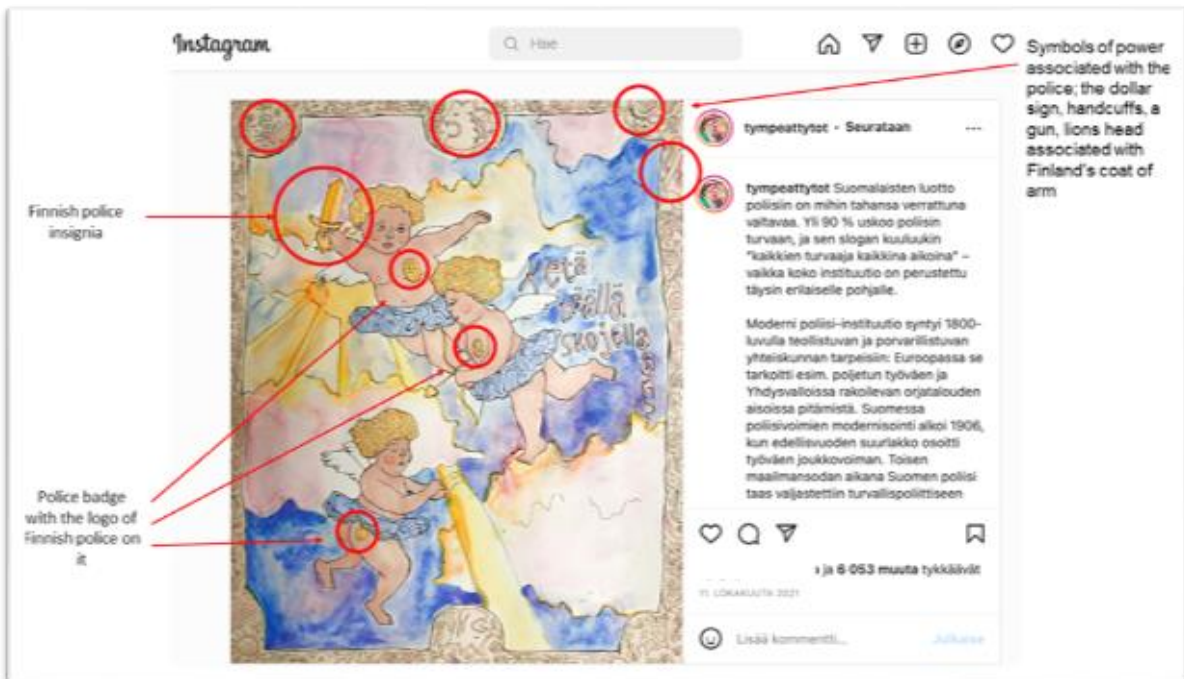 Instagram
Hae
Symbols of power
associated with the
police; the dollar
sign, handcuffs, a
gun, lions head
associated with
Finland's coat of
arm
Finnish police
insignia
Police badge
with the logo of
Finnish police on
it
Ketä
täällä
skojella
tympeattytot • Seurataan
tympeattytot Suomalaisten luotto
poliisiin on mihin tahansa verrattuna
valtavaa. Yli 90 % uskoo poliisin
turvaan, ja sen slogan kuuluukin
"kaikkien turvaaja kaikkina aikoina" –
vaikka koko instituutio on perustettu
täysin erilaiselle pohjalle.
Moderni poliisi-instituutio syntyi 1800-
luvulla teollistuvan ja porvarillistuvan
yhteiskunnan tarpeisiin: Euroopassa se
tarkoitti esim. poljetun työväen ja
Yhdysvalloissa rakoilevan orjatalouden
aisoissa pitämistä. Suomessa
poliisivoimien modernisointi alkoi 1906,
kun edellisvuoden suurlakko osoitti
työväen joukkovoiman. Toisen
maailmansodan aikana Suomen poliisi
taas valjastettiin turvallispoliittiseen
ja 6 053 muuta tykkäävät
11. LOKAKUUTA 2021
Lisää kommentti...
Julkaise